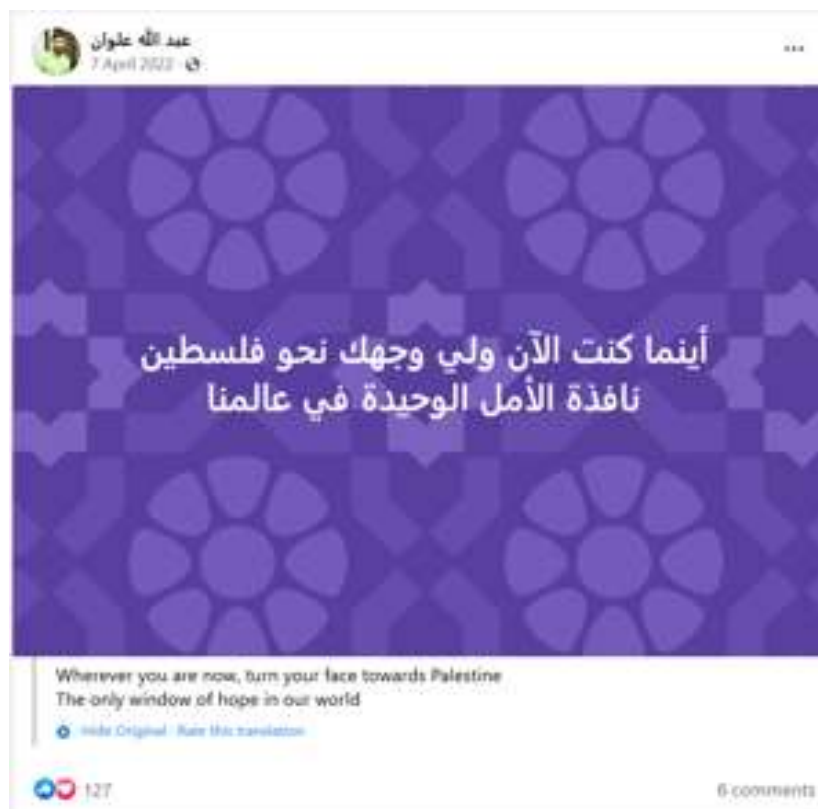 عبد الله علوان
7 April 2022
أينما كنت الآن ولي وجهك نحو فلسطين
نافذة الأمل الوحيدة في عالمنا
Wherever you are now, turn your face towards Palestine
The only window of hope in our world
Hide Original · Rate this translation
127
6 comments